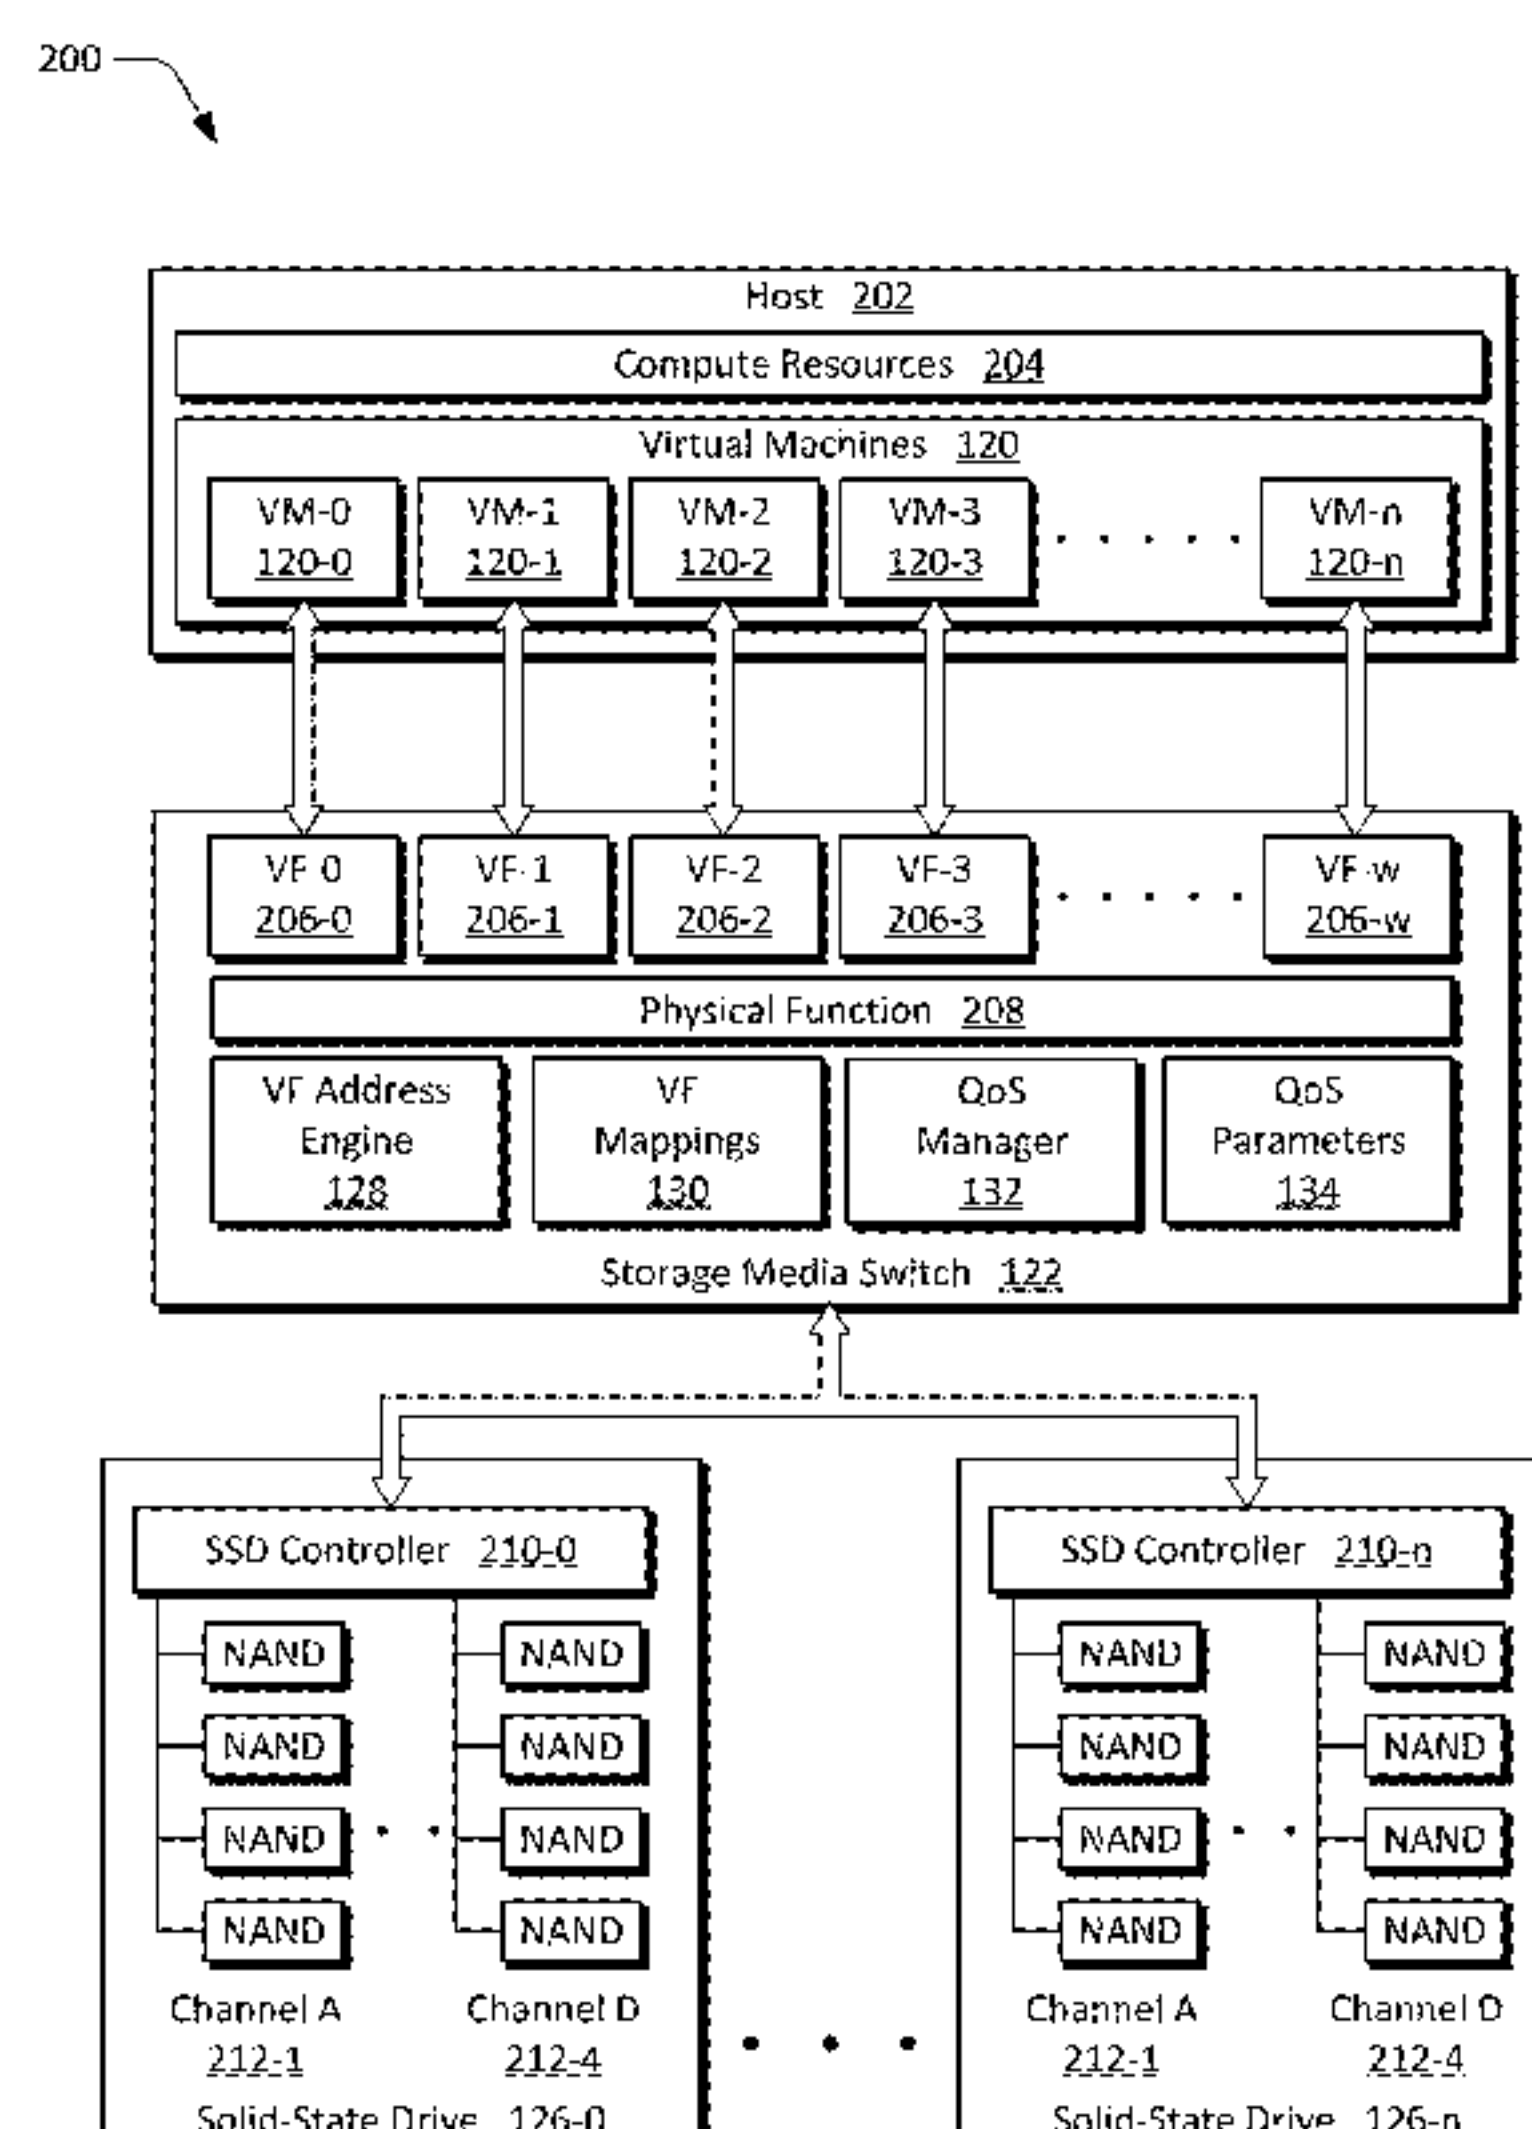 200
Host 202
Compute Resources 204
Virtual Machines 120
VM-0 VM-1 VM-2 VM-3 . . . . . VM-n
120-0 120-1 120-2 120-3 120-n
VF-0 VF-1 VF-2 VF-3 . . . . . VF-w
206-0 206-1 206-2 206-3 206-w
Physical Function 208
VF Address VF QoS QoS
Engine Mappings Manager Parameters
128 130 132 134
Storage Media Switch 122
SSD Controller 210-0 SSD Controller 210-n
NAND NAND NAND NAND
NAND NAND NAND NAND
NAND . . NAND NAND . . NAND
NAND NAND NAND NAND
Channel A Channel D Channel A Channel D
212-1 212-4 . . . 212-1 212-4
Solid-State Drive 126-0 Solid-State Drive 126-n